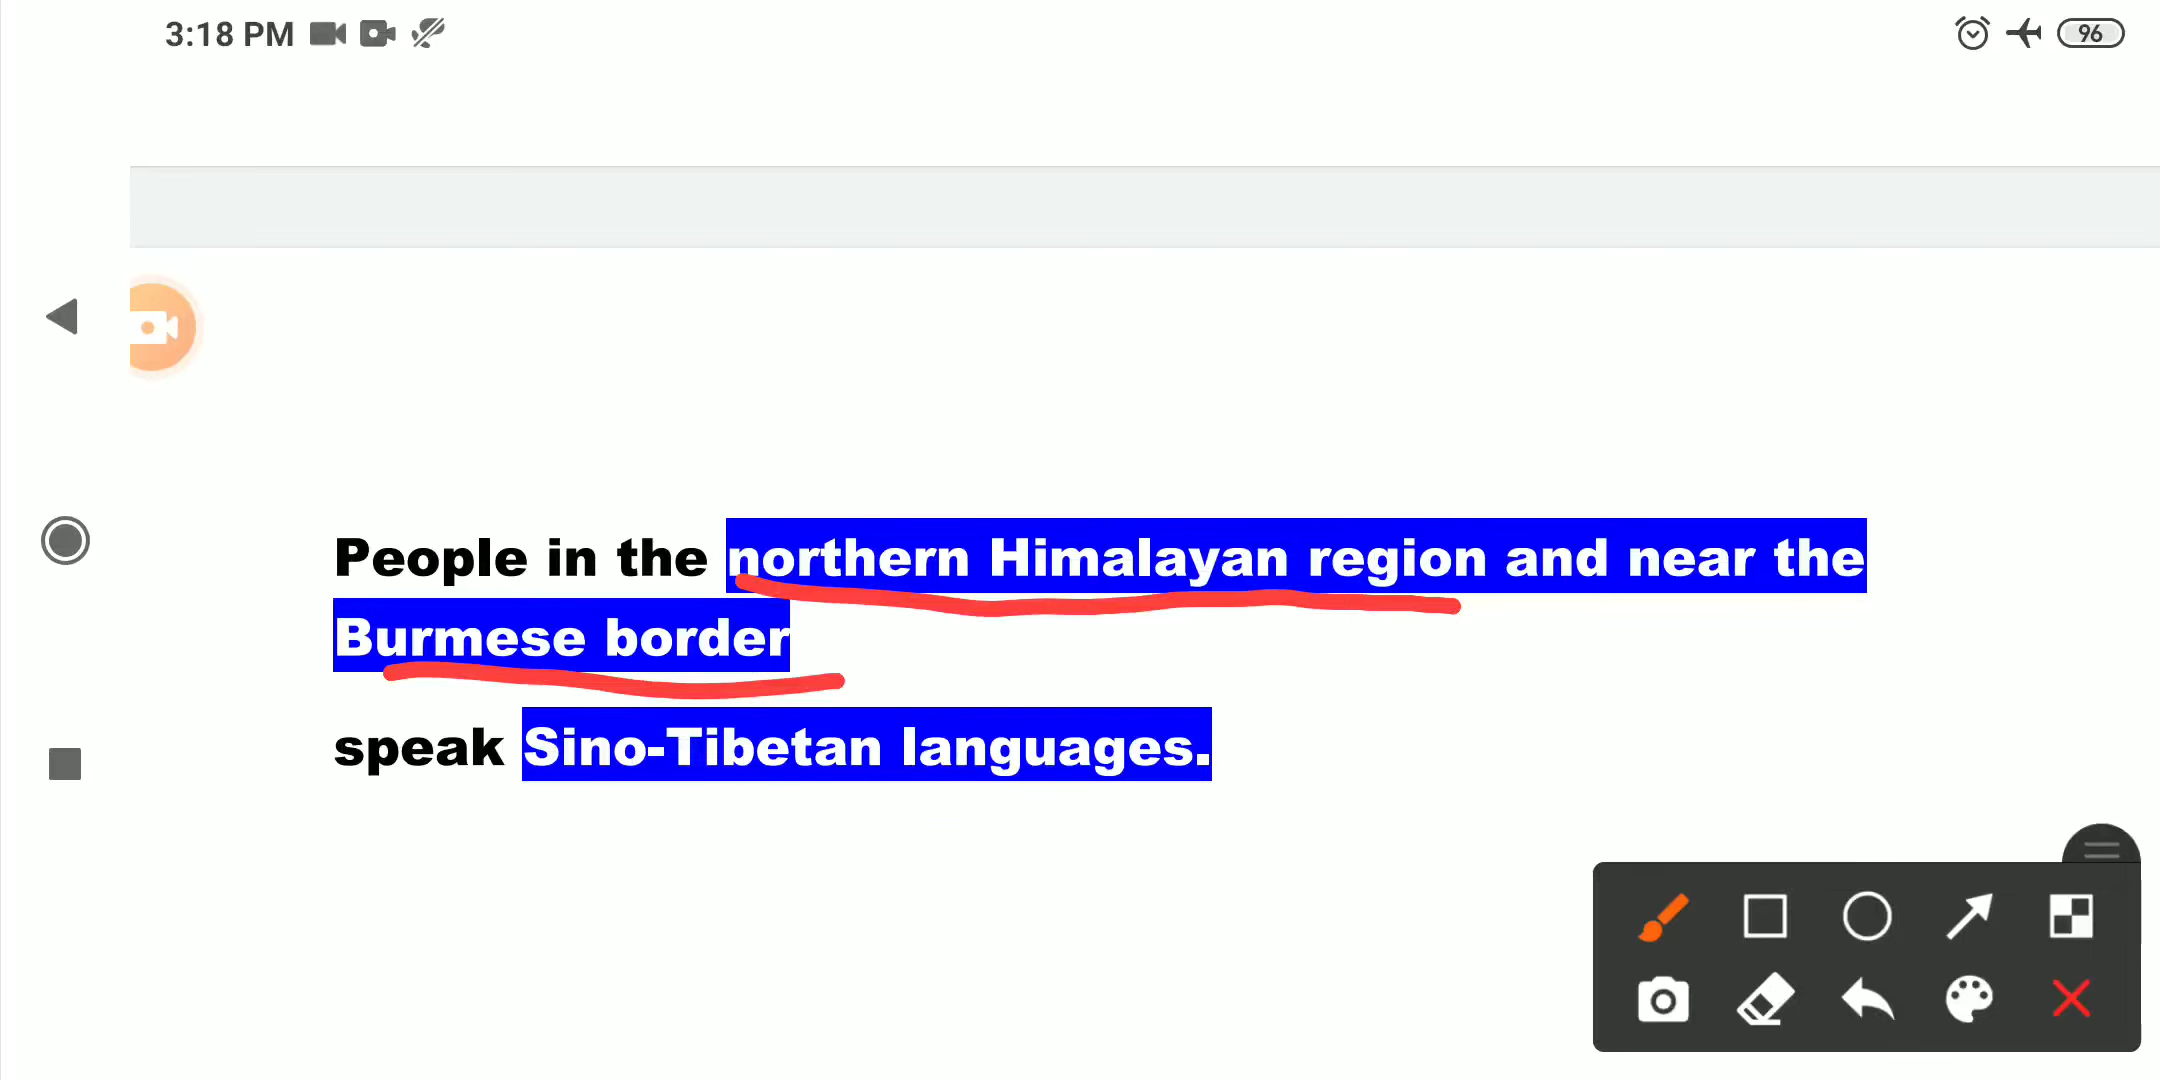 3:18 PM
96
People in the northern Himalayan region and near the
Burmese border
speak Sino-Tibetan languages.